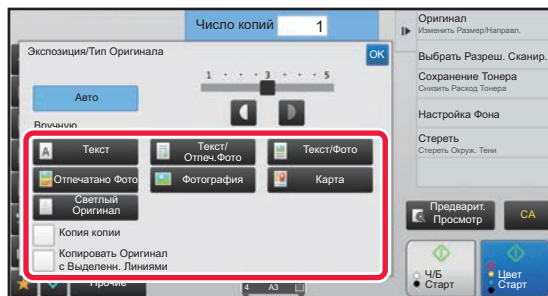 Число копий 1
Экспозиция/Тип Оригинала
OK
1 3 5
Авто
Вручную
A Текст
Текст/
Отпеч.Фото
Текст/Фото
Отпечатано Фото
Фотография
Карта
Светлый
Оригинал
Копия копии
Копировать Оригинал
с Выделенн. Линиями
Прочие
4 A3
Оригинал
Изменить Размер/Направл.
Выбрать Разреш. Сканир.
Сохранение Тонера
Снизить Расход Тонера
Настройка Фона
Стереть
Стереть Окруж. Тени
Предварит.
Просмотр
CA
Ч/Б
Старт
Цвет
Старт